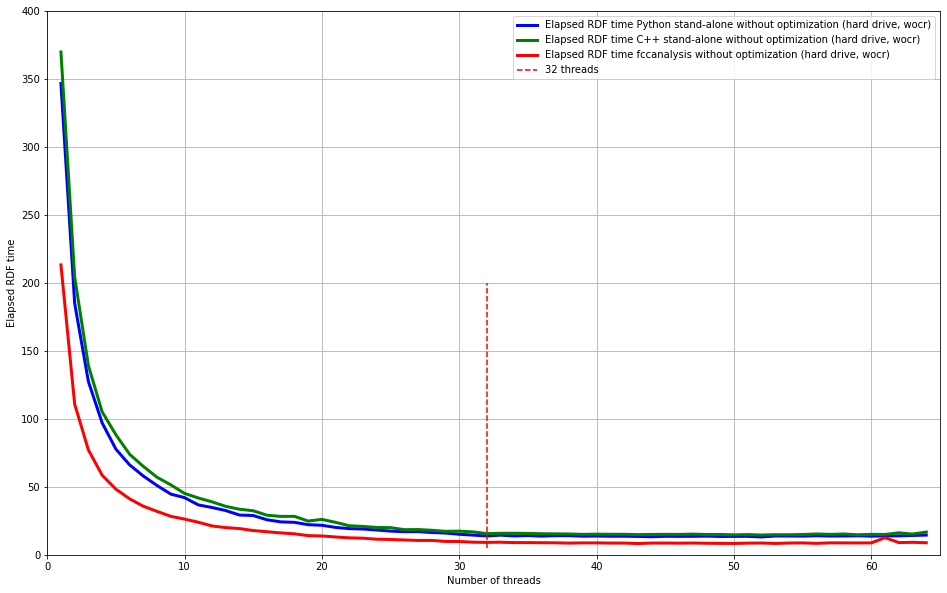 Elapsed RDF time Python stand-alone without optimization (hard drive, wocr)
Elapsed RDF time C++ stand-alone without optimization (hard drive, wocr)
Elapsed RDF time fccanalysis without optimization (hard drive, wocr)
32 threads
Elapsed RDF time
400
350
300
250
200
150
100
50
0
0 10 20 30 40 50 60
Number of threads